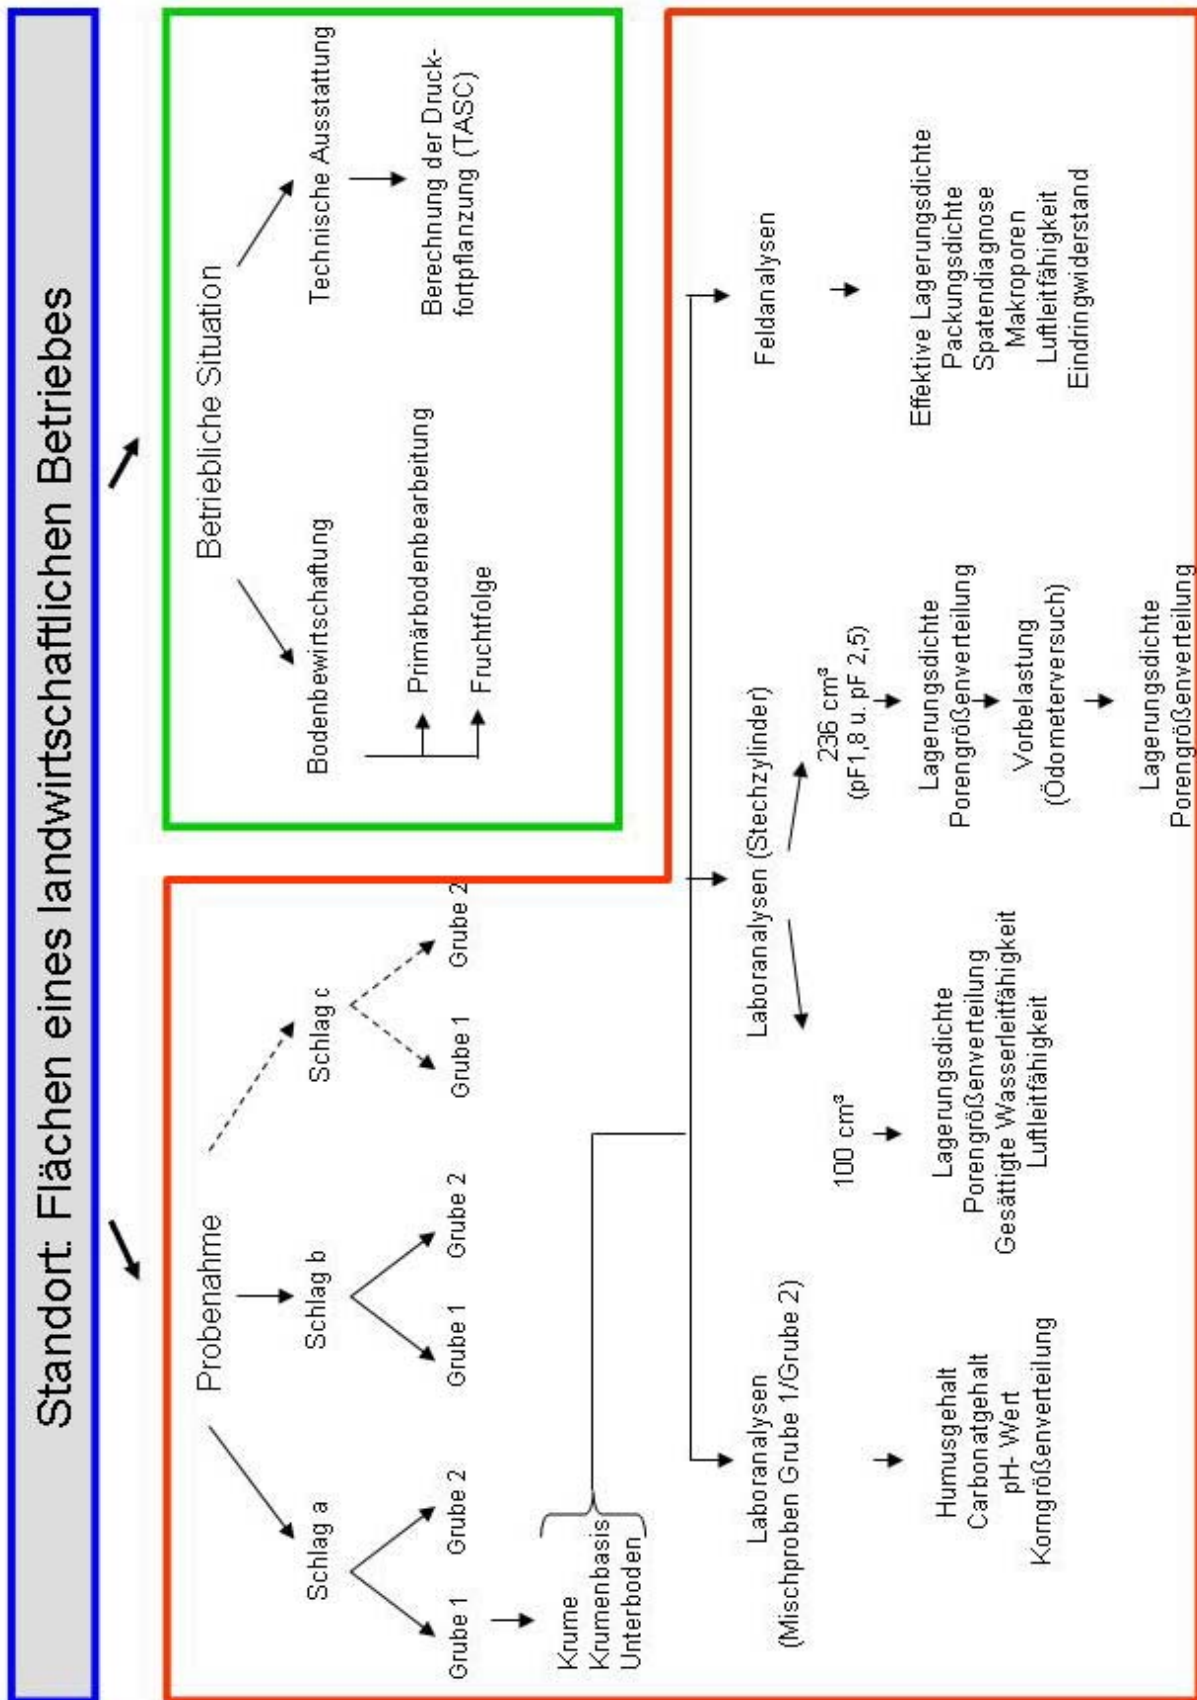 Standort: Flächen eines landwirtschaftlichen Betriebes
Probenahme
Schlag a
Schlag b
Schlag c
Grube 1
Grube 2
Grube 1
Grube 2
Grube 1
Grube 2
Krume
Krumenbasis
Unterboden
Betriebliche Situation
Bodenbewirtschaftung
Technische Ausstattung
Primärbodenbearbeitung
Fruchtfolge
Berechnung der Druck-
fortpflanzung (TASC)
Laboranalysen
(Mischproben Grube 1/Grube 2)
Humusgehalt
Carbonatgehalt
pH- Wert
Korngrößenverteilung
Laboranalysen (Stechzylinder)
100 cm³
Lagerungsdichte
Porengrößenverteilung
Gesättigte Wasserleitfähigkeit
Luftleitfähigkeit
236 cm³
(pF1,8 u. pF 2,5)
Lagerungsdichte
Porengrößenverteilung
Vorbelastung
(Ödometerversuch)
Lagerungsdichte
Porengrößenverteilung
Feldanalysen
Effektive Lagerungsdichte
Packungsdichte
Spatendiagnose
Makroporen
Luftleitfähigkeit
Eindringwiderstand